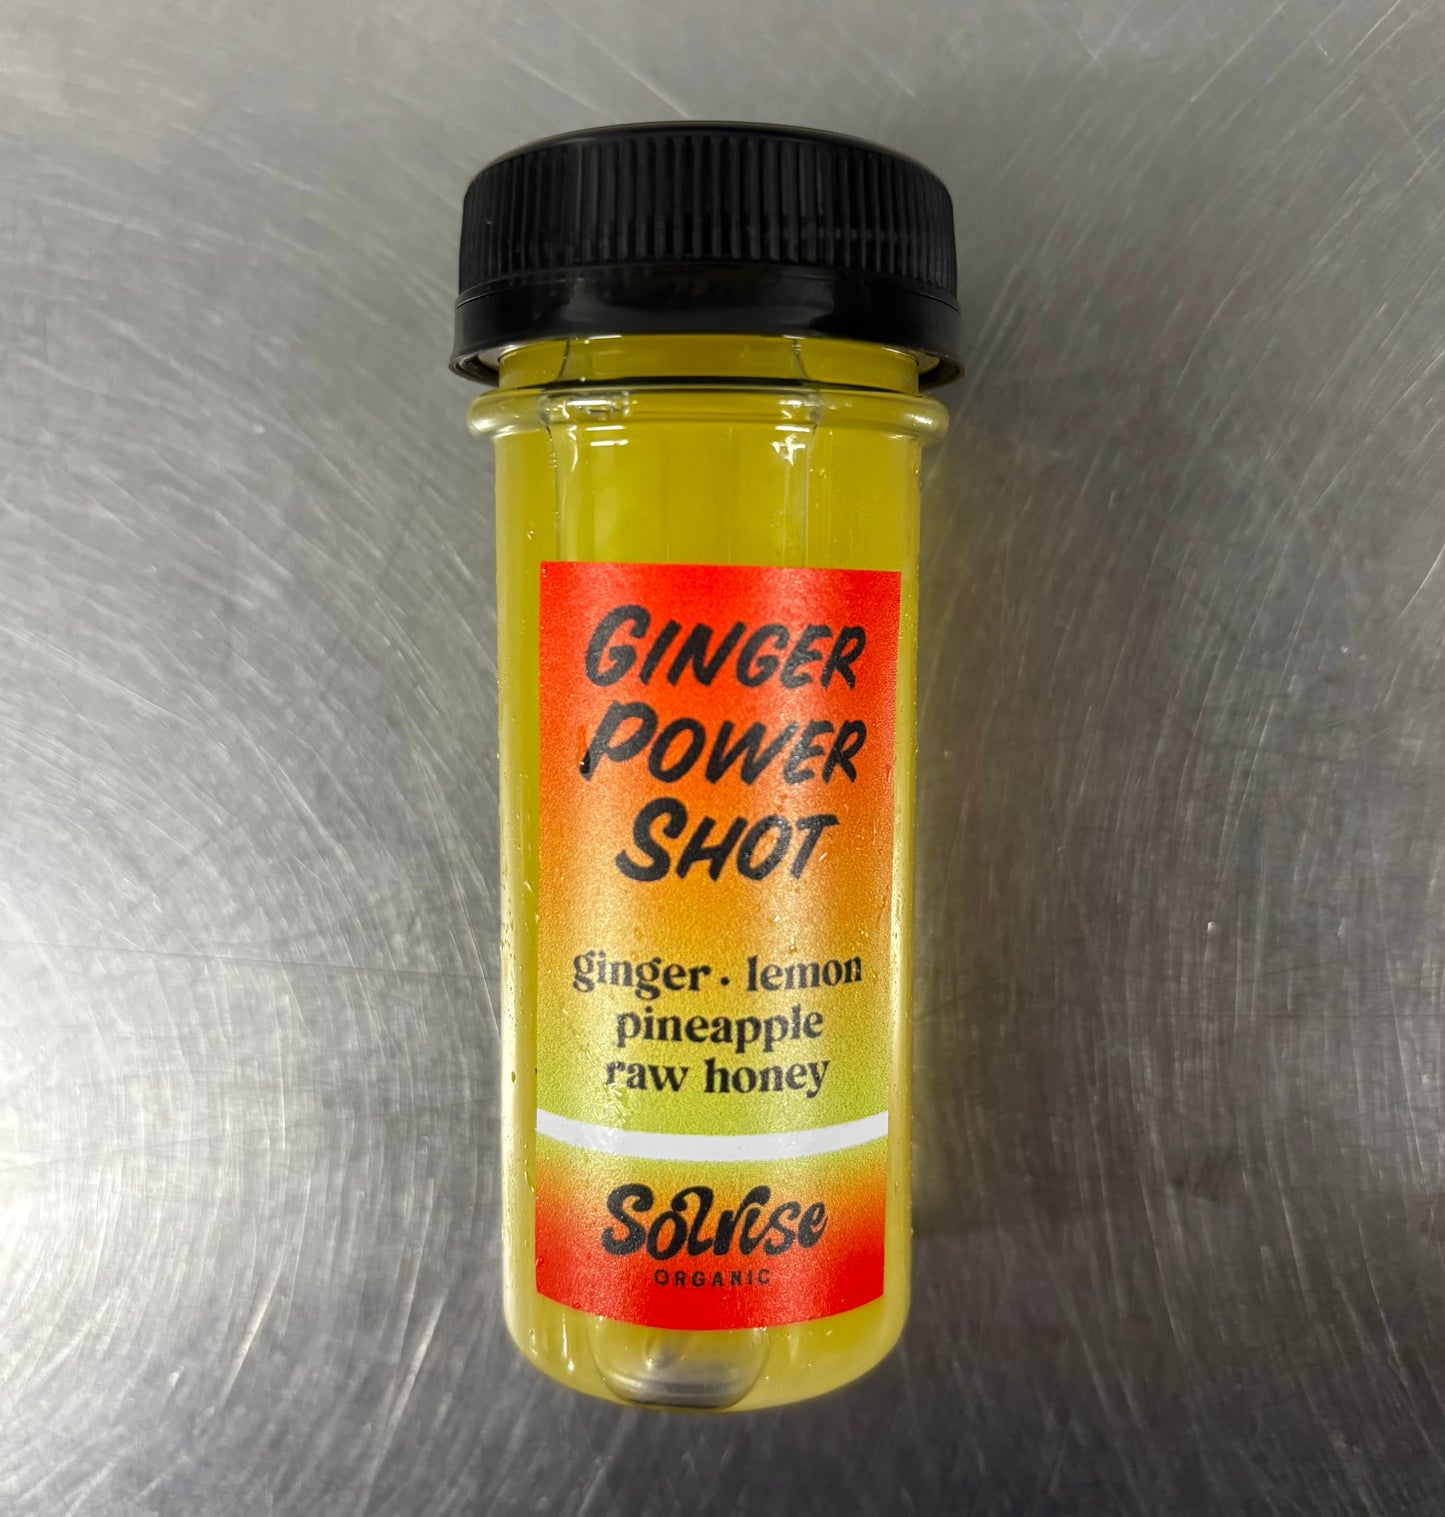 GINGER
POWER
SHOT
ginger · lemon
pineapple
raw honey
Solrise
ORGANIC